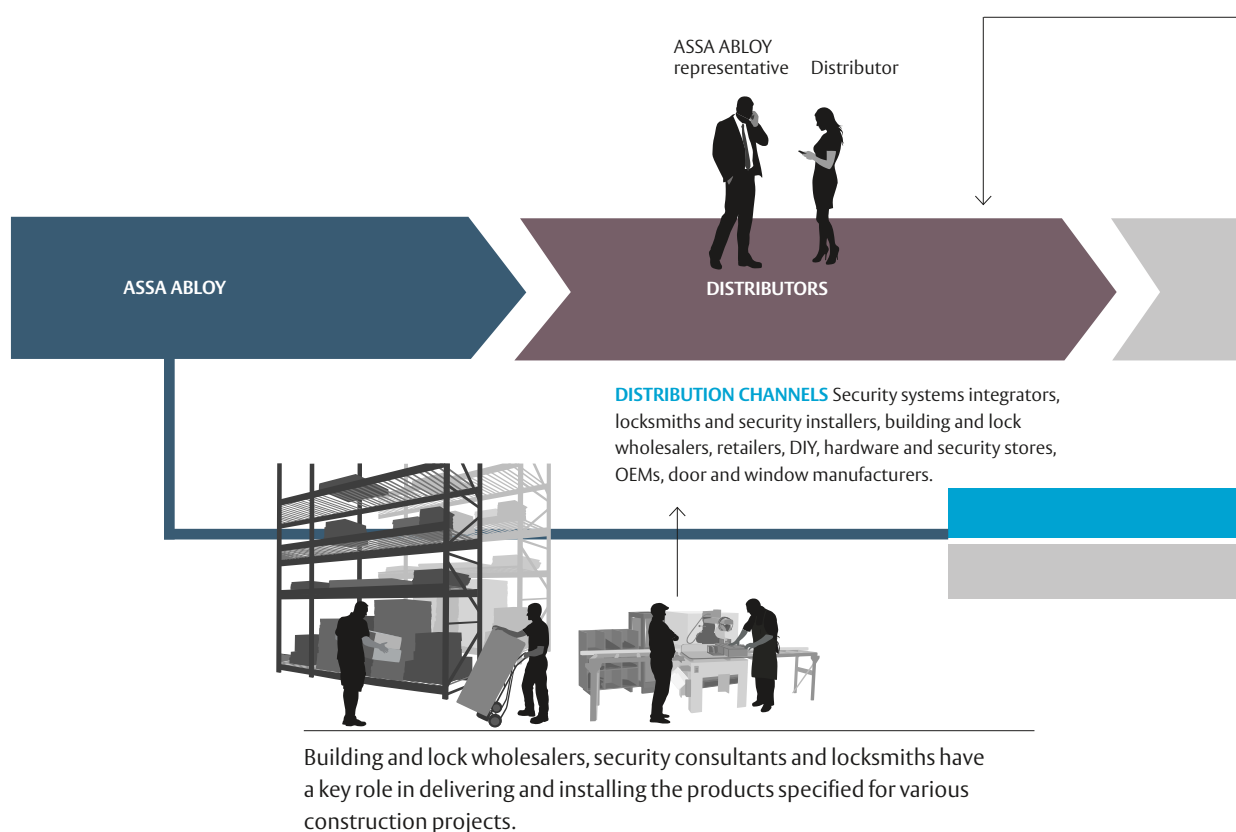 ASSA ABLOY
representative
Distributor
ASSA ABLOY
DISTRIBUTORS
DISTRIBUTION CHANNELS Security systems integrators,
locksmiths and security installers, building and lock
wholesalers, retailers, DIY, hardware and security stores,
OEMs, door and window manufacturers.
Building and lock wholesalers, security consultants and locksmiths have
a key role in delivering and installing the products specified for various
construction projects.